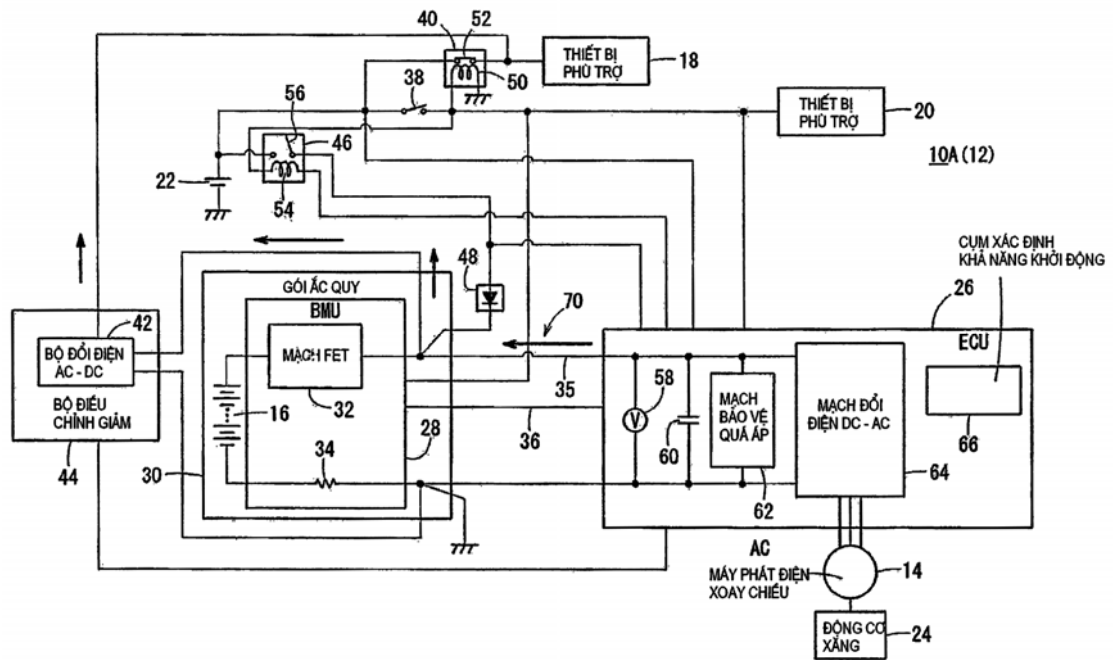 40
52
THIẾT BỊ
PHÙ TRỢ
18
50
38
THIẾT BỊ
PHÙ TRỢ
20
56
46
10A (12)
22
54
CỤM XÁC ĐỊNH
KHẢ NĂNG KHỞI ĐỘNG
48
GÓI ẮC QUY
BMU
26
ECU
70
42
BỘ ĐỔI ĐIỆN
AC - DC
MẠCH FET
35
58
V
MẠCH
BẢO VỆ
QUÁ ÁP
MẠCH ĐỔI
ĐIỆN DC - AC
BỘ ĐIỀU
CHỈNH GIẢM
16
32
36
60
66
28
34
44
30
62
64
AC
MÁY PHÁT ĐIỆN
XOAY CHIỀU
14
ĐỘNG CƠ
XĂNG
24